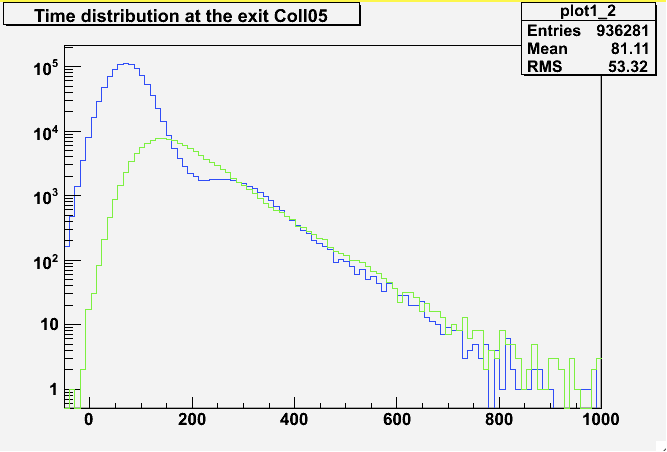 Time distribution at the exit Coll05
plot1_2
Entries 936281
Mean 81.11
RMS 53.32
10⁵
10⁴
10³
10²
10
1
0 200 400 600 800 1000